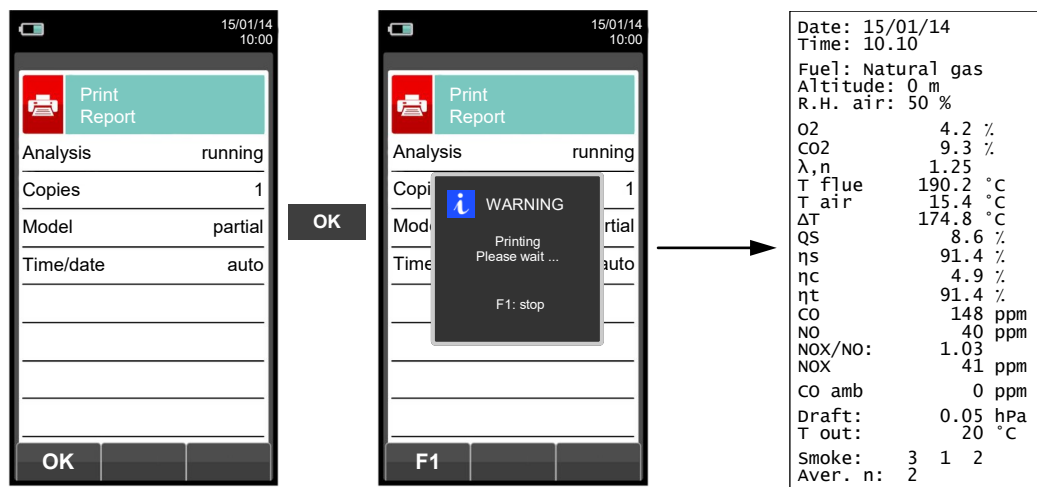 15/01/14
10:00
Print
Report
Analysis running
Copies 1
Model partial
Time/date auto
OK
OK
15/01/14
10:00
Print
Report
Analysis running
Copi 1
Mod rtial
Time auto
i WARNING
Printing
Please wait ...
F1: stop
F1
Date: 15/01/14
Time: 10.10
Fuel: Natural gas
Altitude: 0 m
R.H. air: 50 %
O2 4.2 %
CO2 9.3 %
λ,n 1.25
T flue 190.2 °C
T air 15.4 °C
ΔT 174.8 °C
QS 8.6 %
ηs 91.4 %
ηc 4.9 %
ηt 91.4 %
CO 148 ppm
NO 40 ppm
NOX/NO: 1.03
NOX 41 ppm
CO amb 0 ppm
Draft: 0.05 hPa
T out: 20 °C
Smoke: 3 1 2
Aver. n: 2